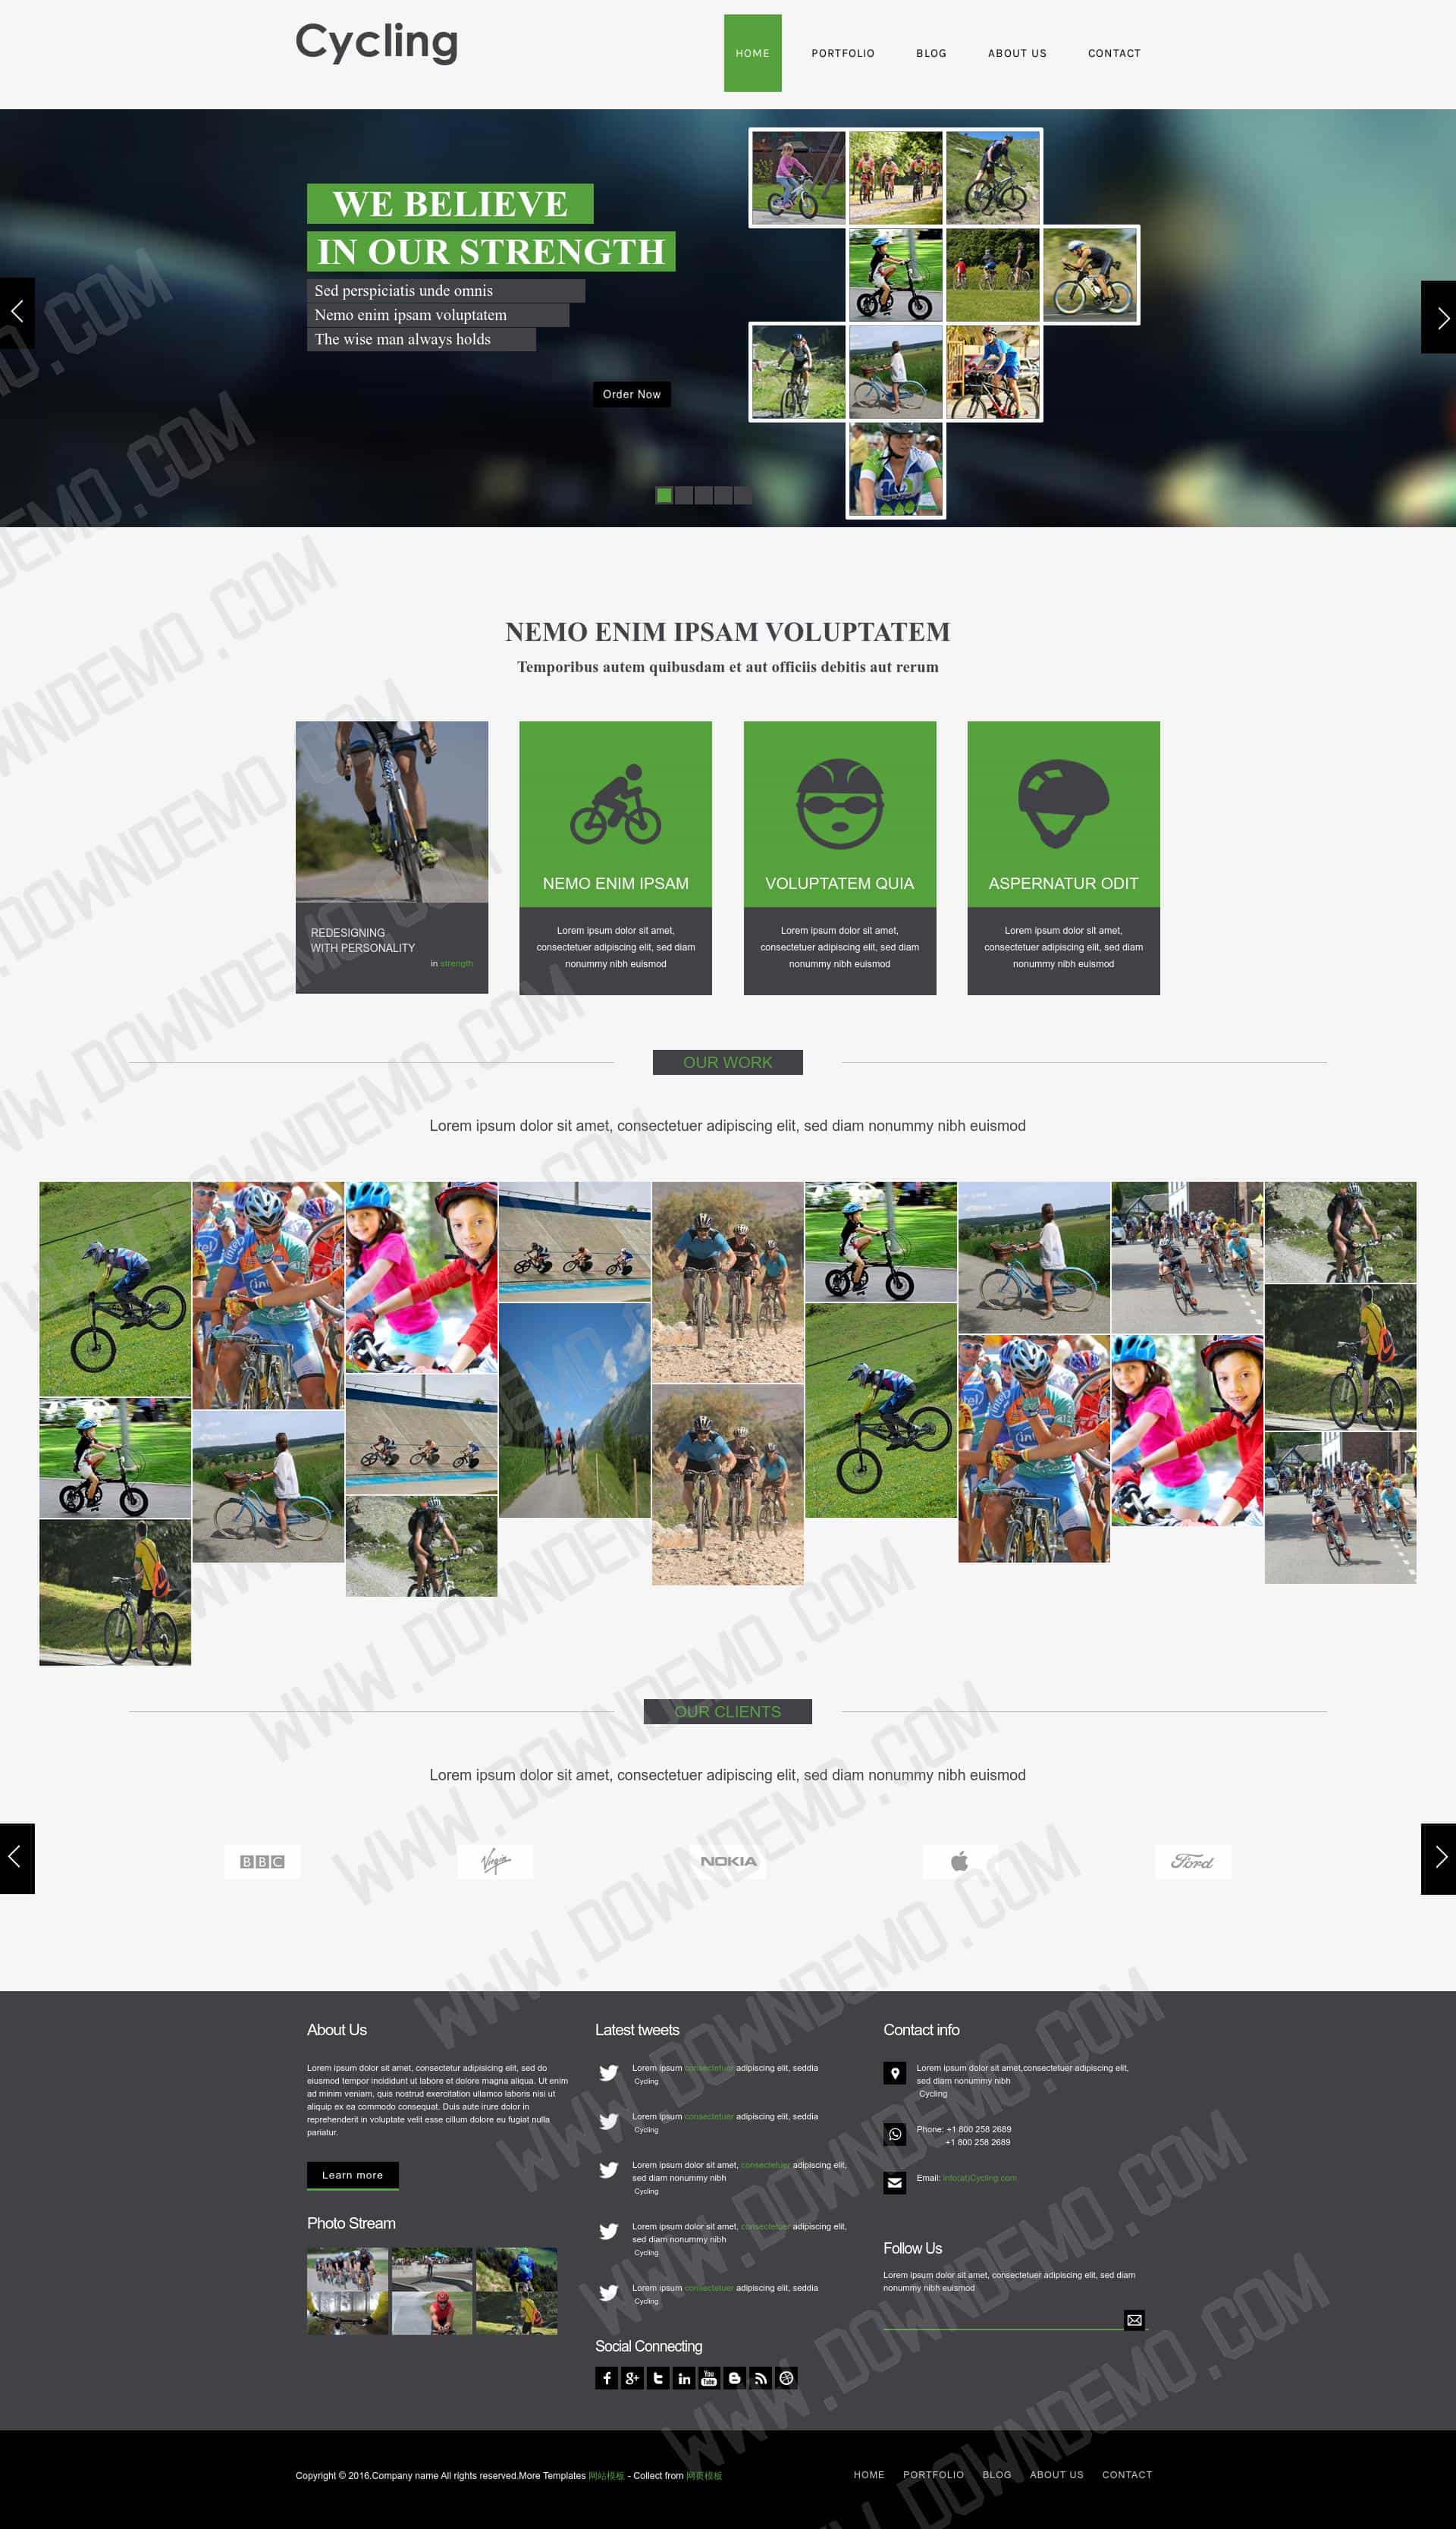 Cycling
HOME
PORTFOLIO
BLOG
ABOUT US
CONTACT
WE BELIEVE
IN OUR STRENGTH
Sed perspiciatis unde omnis
Nemo enim ipsam voluptatem
The wise man always holds
Order Now
NEMO ENIM IPSAM VOLUPTATEM
Temporibus autem quibusdam et aut officiis debitis aut rerum
REDESIGNING
WITH PERSONALITY
in strength
NEMO ENIM IPSAM
Lorem ipsum dolor sit amet,
consectetuer adipiscing elit, sed diam
nonummy nibh euismod
VOLUPTATEM QUIA
Lorem ipsum dolor sit amet,
consectetuer adipiscing elit, sed diam
nonummy nibh euismod
ASPERNATUR ODIT
Lorem ipsum dolor sit amet,
consectetuer adipiscing elit, sed diam
nonummy nibh euismod
OUR WORK
Lorem ipsum dolor sit amet, consectetuer adipiscing elit, sed diam nonummy nibh euismod
OUR CLIENTS
Lorem ipsum dolor sit amet, consectetuer adipiscing elit, sed diam nonummy nibh euismod
BBC
Virgin
NOKIA
Ford
About Us
Lorem ipsum dolor sit amet, consectetur adipisicing elit, sed do
eiusmod tempor incididunt ut labore et dolore magna aliqua. Ut enim
ad minim veniam, quis nostrud exercitation ullamco laboris nisi ut
aliquip ex ea commodo consequat. Duis aute irure dolor in
reprehenderit in voluptate velit esse cillum dolore eu fugiat nulla
pariatur.
Learn more
Photo Stream
Latest tweets
Lorem ipsum consectetuer adipiscing elit, seddia
Cycling
Lorem ipsum consectetuer adipiscing elit, seddia
Cycling
Lorem ipsum dolor sit amet, consectetuer adipiscing elit,
sed diam nonummy nibh
Cycling
Lorem ipsum dolor sit amet, consectetuer adipiscing elit,
sed diam nonummy nibh
Cycling
Lorem ipsum consectetuer adipiscing elit, seddia
Cycling
Social Connecting
You Tube
Contact info
Lorem ipsum dolor sit amet,consectetuer adipiscing elit,
sed diam nonummy nibh
Cycling
Phone: +1 800 258 2689
+1 800 258 2689
Email: info(at)Cycling.com
Follow Us
Lorem ipsum dolor sit amet, consectetuer adipiscing elit, sed diam
nonummy nibh euismod
Copyright © 2016.Company name All rights reserved.More Templates 网站模板 - Collect from 网页模板
HOME
PORTFOLIO
BLOG
ABOUT US
CONTACT
WWW.DOWNDEMO.COM